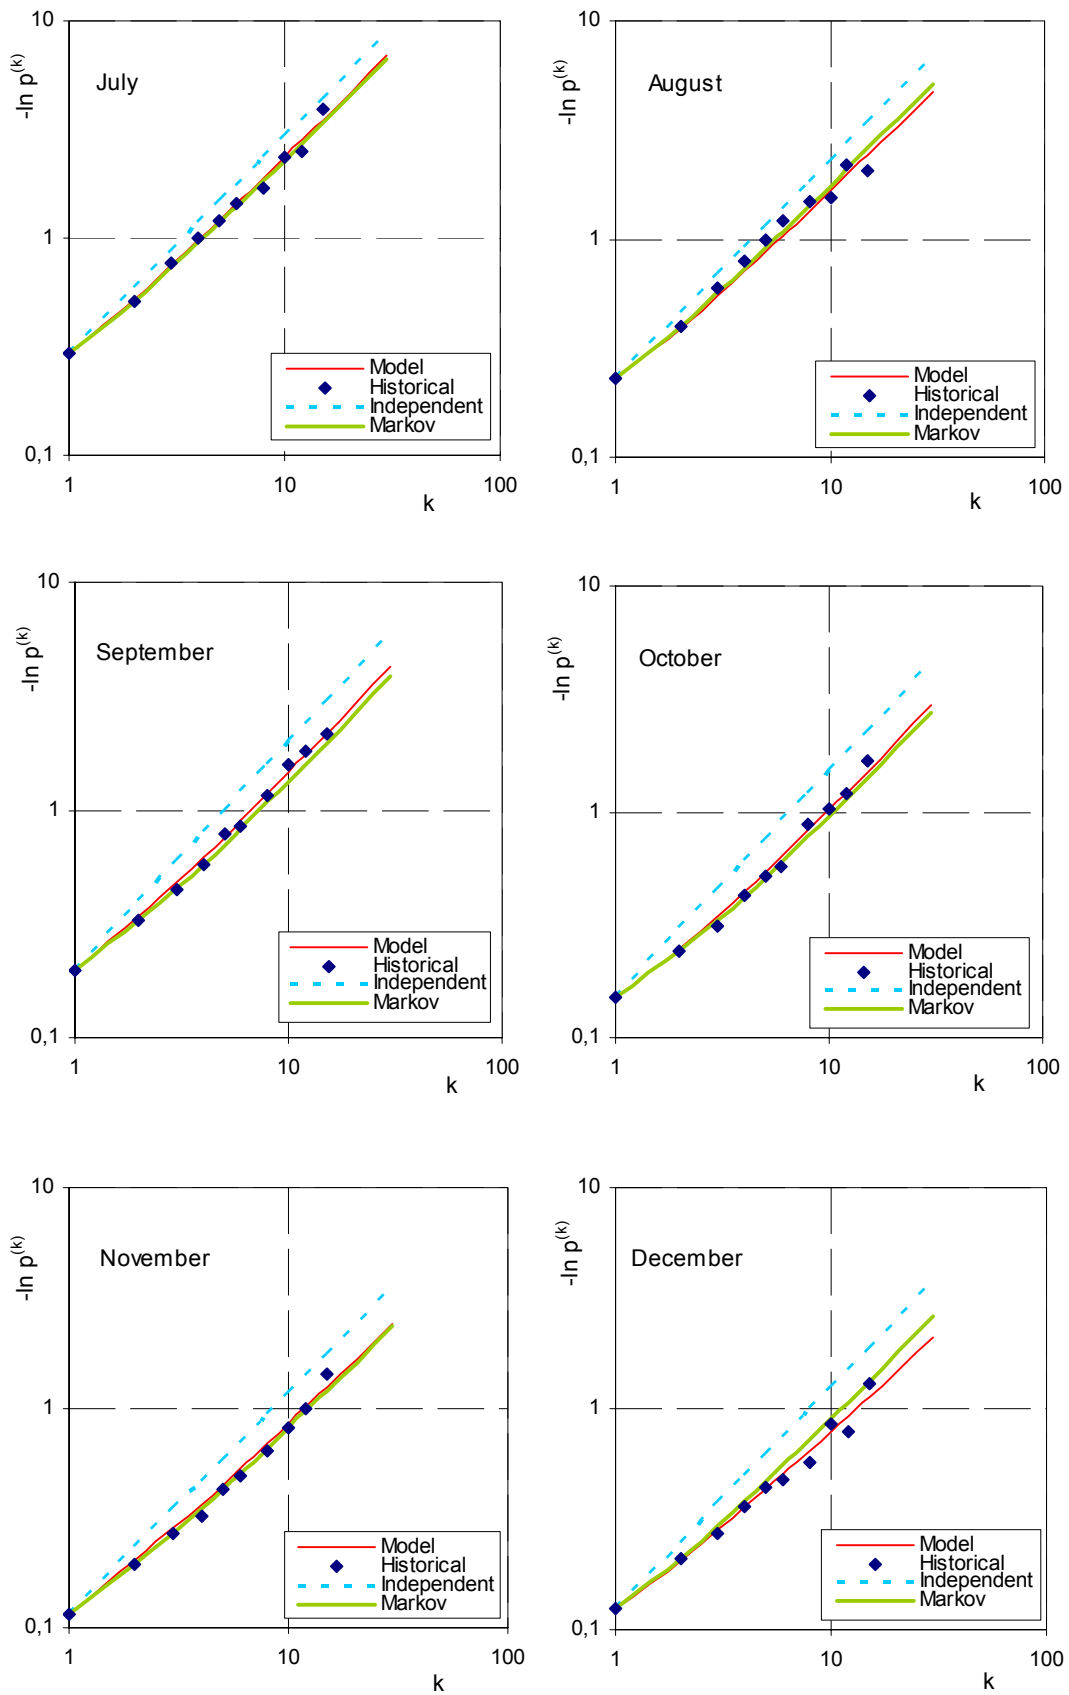 July
-ln p(k)
10
1
0,1
1
10
100
k
Model
Historical
Independent
Markov
August
-ln p(k)
10
1
0,1
1
10
100
k
Model
Historical
Independent
Markov
September
-ln p(k)
10
1
0,1
1
10
100
k
Model
Historical
Independent
Markov
October
-ln p(k)
10
1
0,1
1
10
100
k
Model
Historical
Independent
Markov
November
-ln p(k)
10
1
0,1
1
10
100
k
Model
Historical
Independent
Markov
December
-ln p(k)
10
1
0,1
1
10
100
k
Model
Historical
Independent
Markov